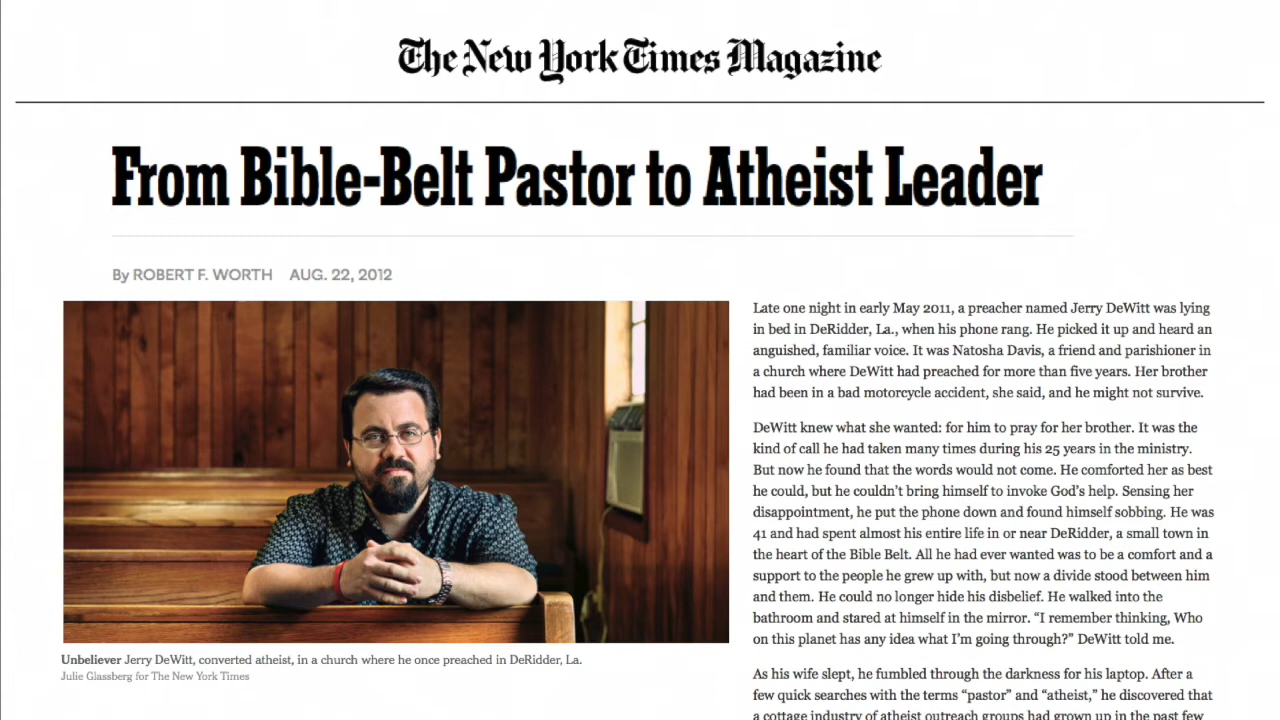 The New York Times Magazine
From Bible-Belt Pastor to Atheist Leader
By ROBERT F. WORTH AUG. 22, 2012
Late one night in early May 2011, a preacher named Jerry DeWitt was lying
in bed in DeRidder, La., when his phone rang. He picked it up and heard an
anguished, familiar voice. It was Natosha Davis, a friend and parishioner in
a church where DeWitt had preached for more than five years. Her brother
had been in a bad motorcycle accident, she said, and he might not survive.
DeWitt knew what she wanted: for him to pray for her brother. It was the
kind of call he had taken many times during his 25 years in the ministry.
But now he found that the words would not come. He comforted her as best
he could, but he couldn’t bring himself to invoke God’s help. Sensing her
disappointment, he put the phone down and found himself sobbing. He was
41 and had spent almost his entire life in or near DeRidder, a small town in
the heart of the Bible Belt. All he had ever wanted was to be a comfort and a
support to the people he grew up with, but now a divide stood between him
and them. He could no longer hide his disbelief. He walked into the
bathroom and stared at himself in the mirror. “I remember thinking, Who
on this planet has any idea what I’m going through?” DeWitt told me.
As his wife slept, he fumbled through the darkness for his laptop. After a
few quick searches with the terms “pastor” and “atheist,” he discovered that
a cottage industry of atheist outreach groups had grown up in the past few
Unbeliever Jerry DeWitt, converted atheist, in a church where he once preached in DeRidder, La.
Julie Glassberg for The New York Times